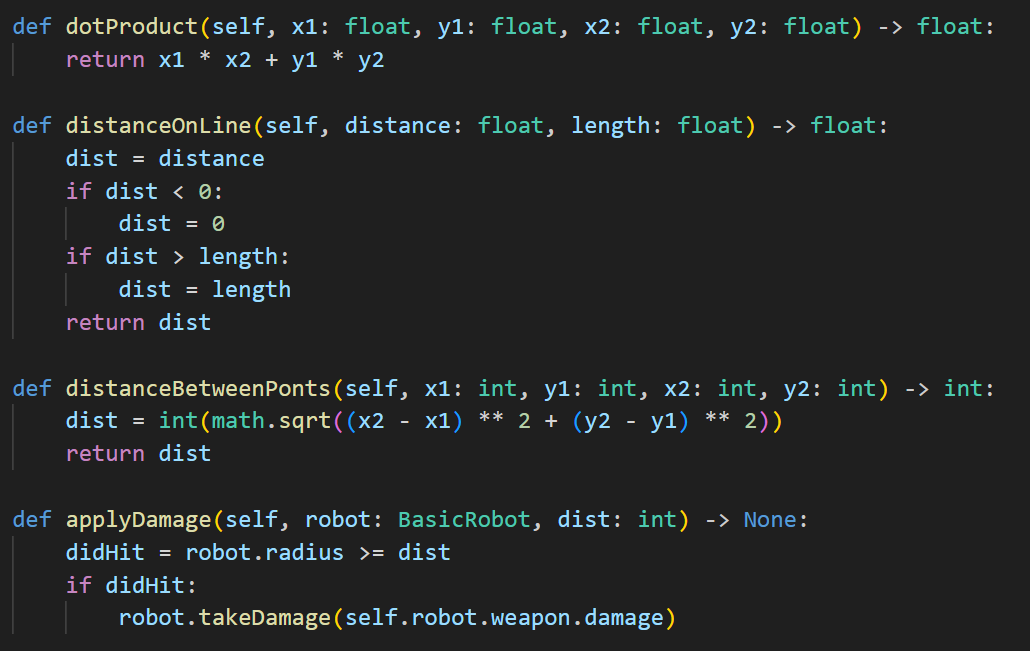 def dotProduct(self, x1: float, y1: float, x2: float, y2: float) -> float:
    return x1 * x2 + y1 * y2

def distanceOnLine(self, distance: float, length: float) -> float:
    dist = distance
    if dist < 0:
        dist = 0
    if dist > length:
        dist = length
    return dist

def distanceBetweenPonts(self, x1: int, y1: int, x2: int, y2: int) -> int:
    dist = int(math.sqrt((x2 - x1) ** 2 + (y2 - y1) ** 2))
    return dist

def applyDamage(self, robot: BasicRobot, dist: int) -> None:
    didHit = robot.radius >= dist
    if didHit:
        robot.takeDamage(self.robot.weapon.damage)